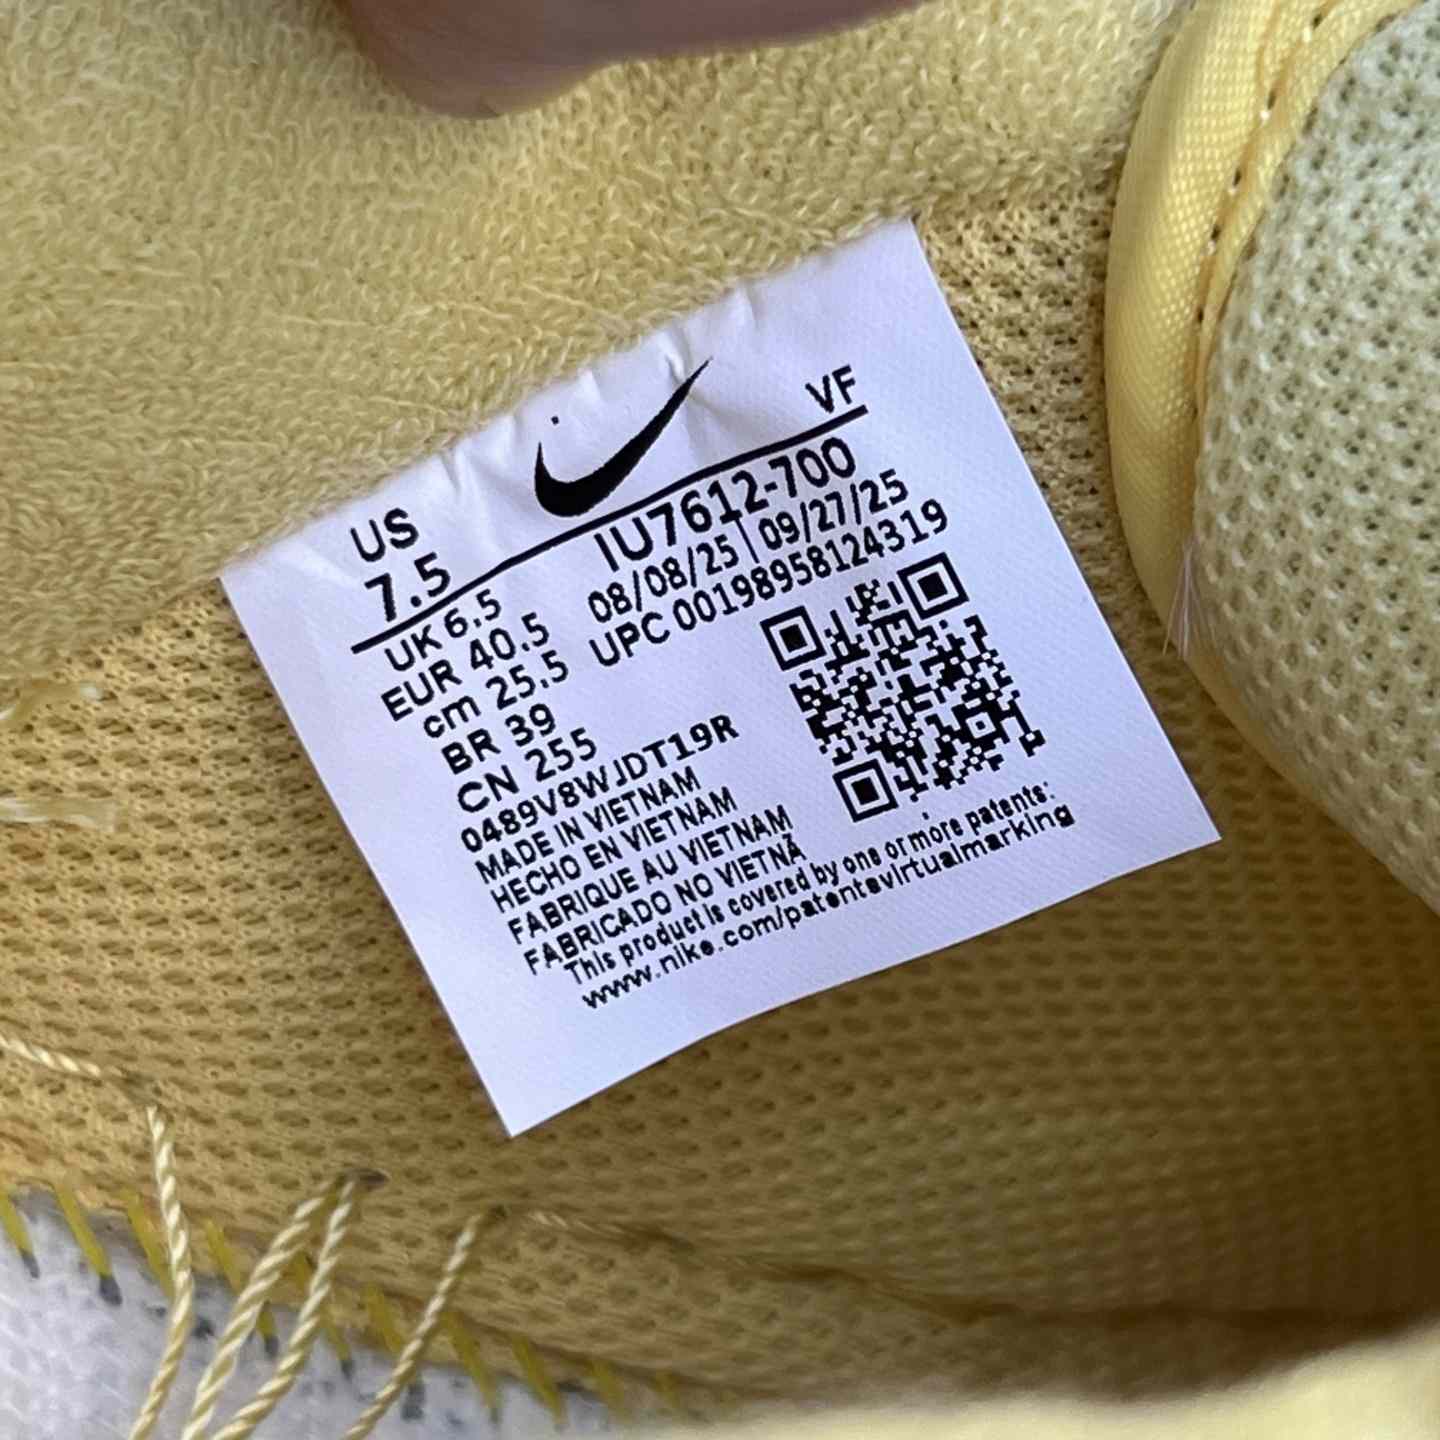 VF
US
7.5
IU7612-700
08/08/25 | 09/27/25
UPC 00198958124319
UK 6.5
EUR 40.5
cm 25.5
BR 39
CN 255
0489V8WJDT19R
MADE IN VIETNAM
HECHO EN VIETNAM
FABRIQUE AU VIETNAM
FABRICADO NO VIETNÃ
This product is covered by one or more patents:
www.nike.com/patentsvirtualmarking